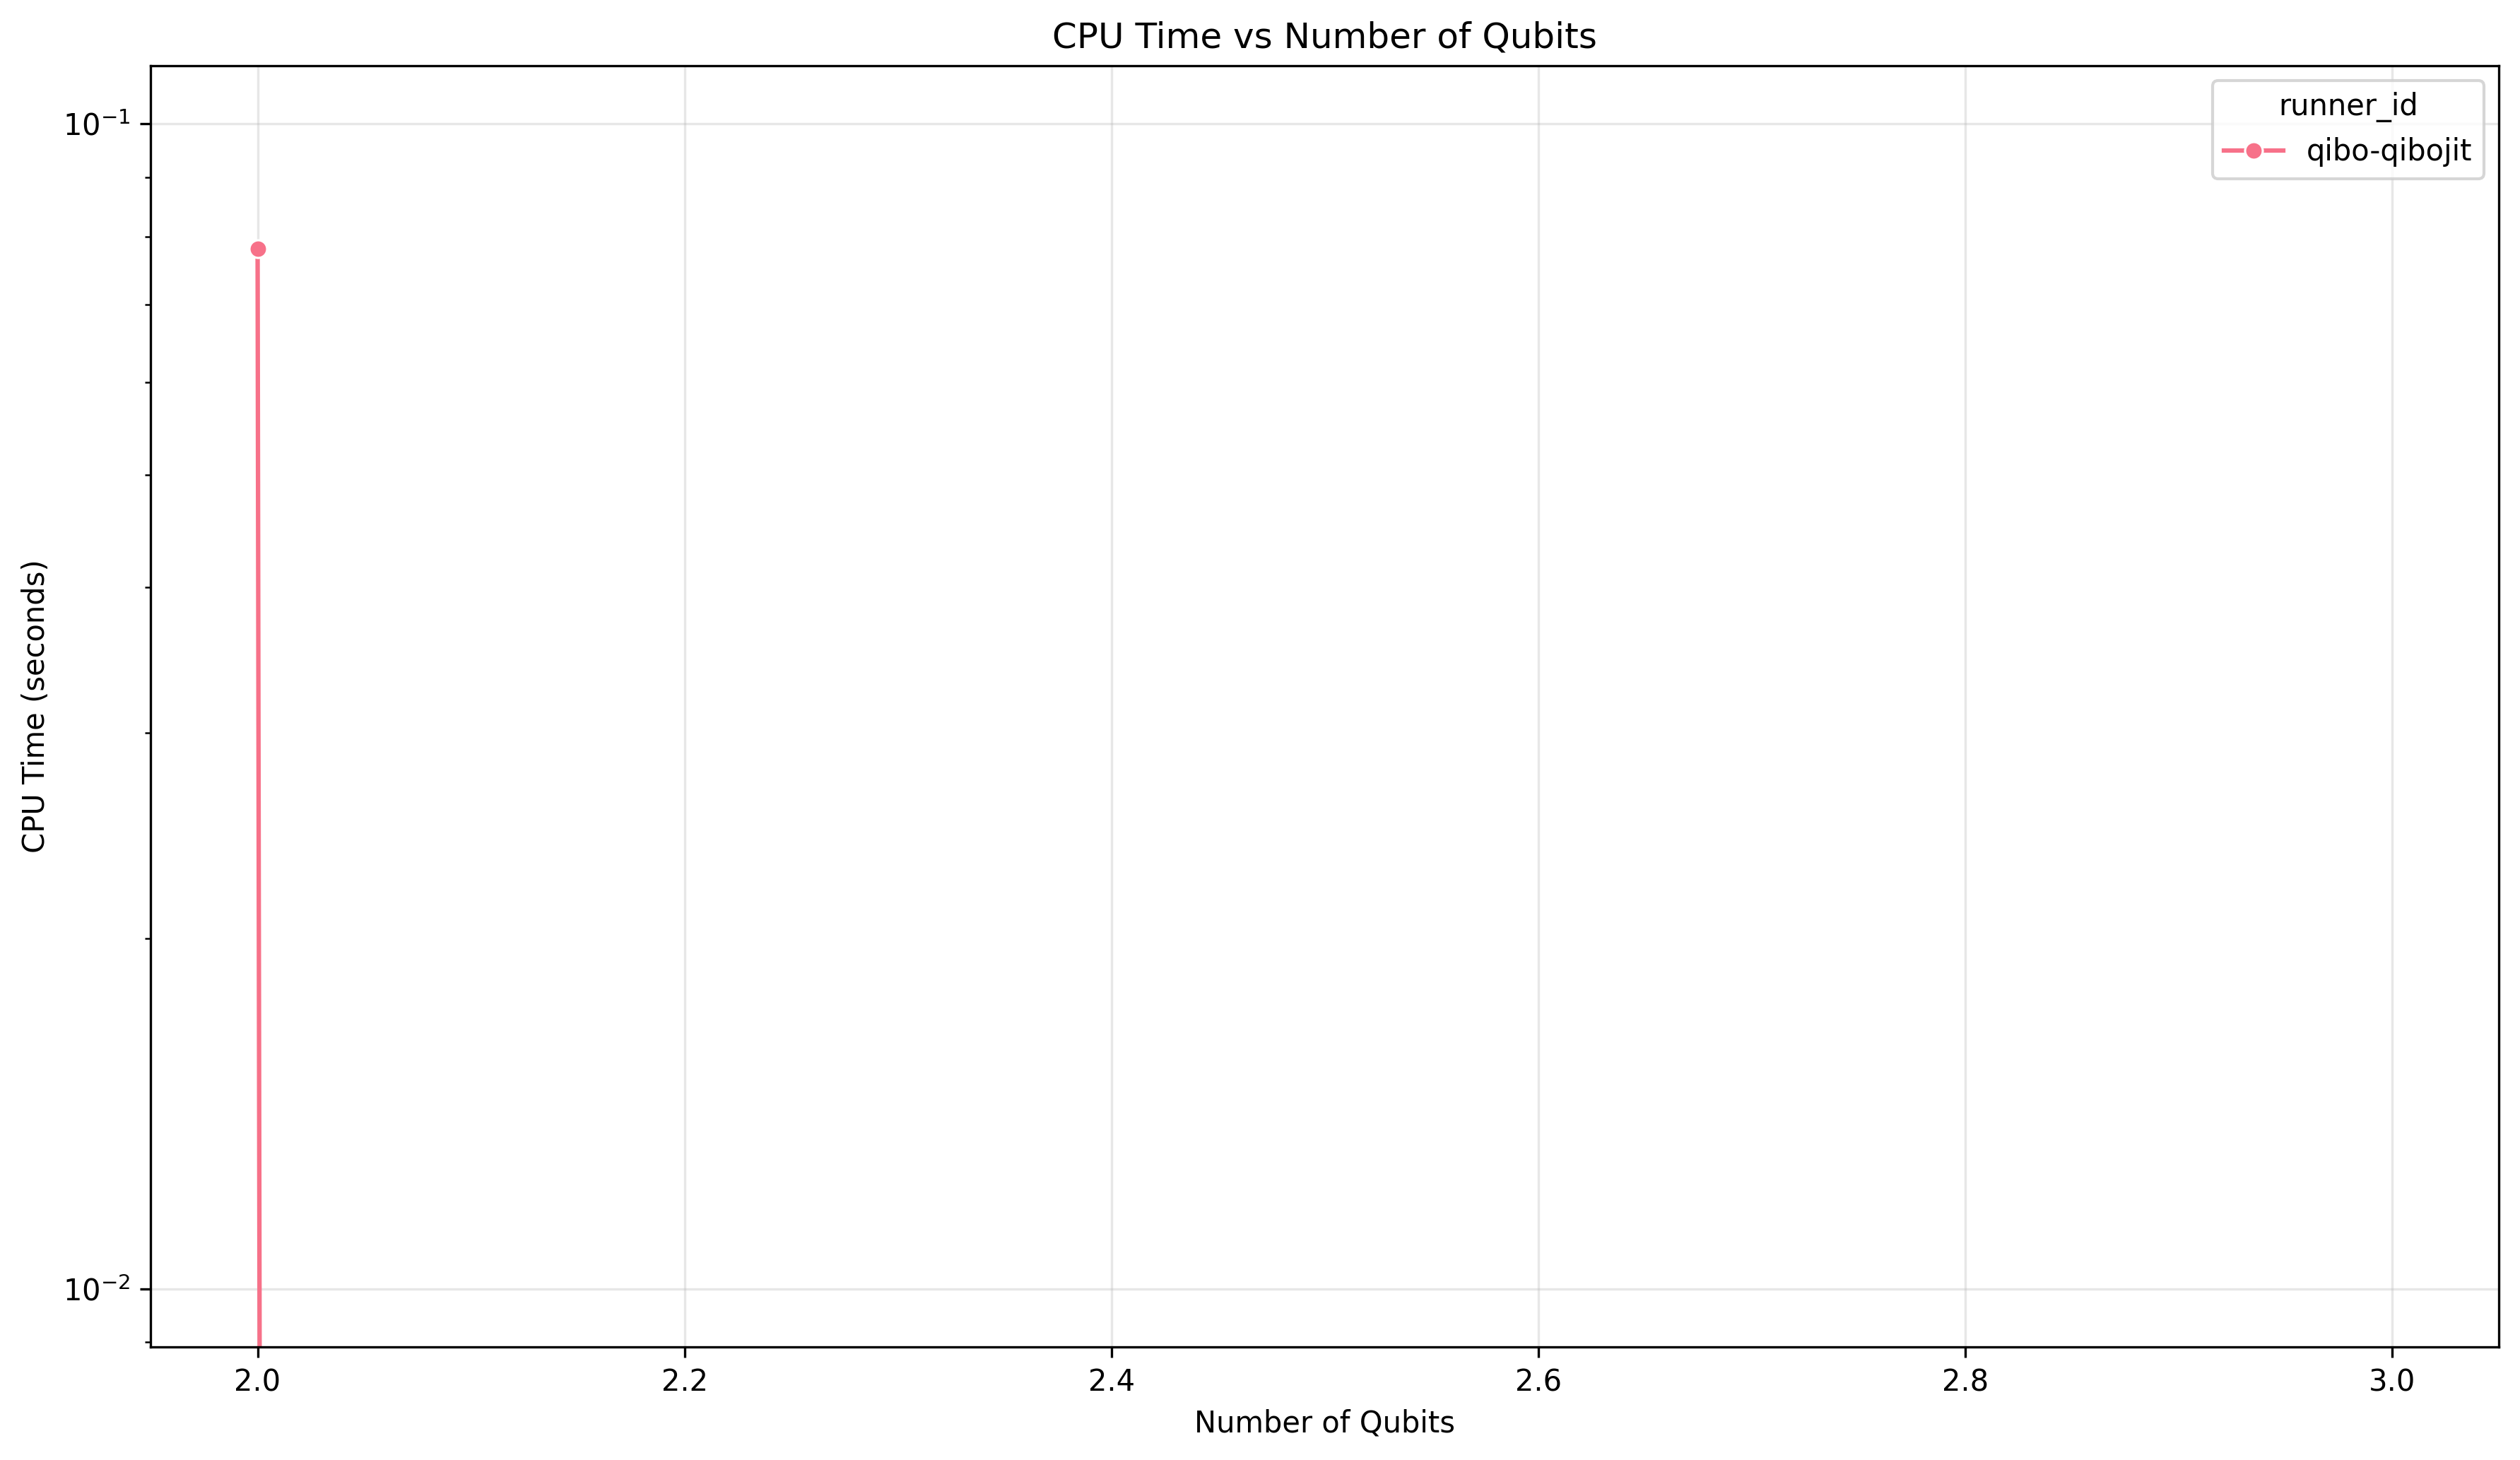 CPU Time vs Number of Qubits
runner_id
qibo-qibojit
CPU Time (seconds)
10⁻¹
10⁻²
2.0 2.2 2.4 2.6 2.8 3.0
Number of Qubits